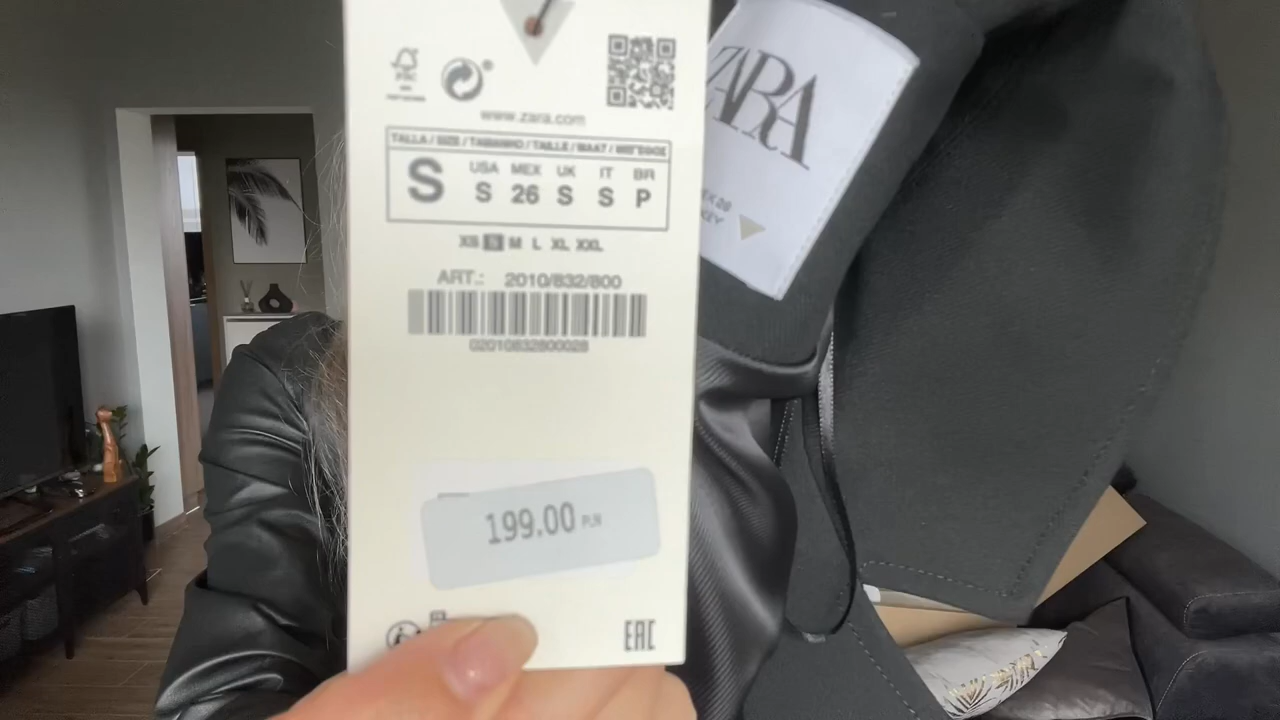 www.zara.com
TALLA / SIZE / TAMANHO / TAILLE / MAAT /
S
USA MEX UK IT BR
S 26 S S P
XS S M L XL XXL
ART.: 2010/832/800
02010832800028
199.00 PLN
EAC
ZARA